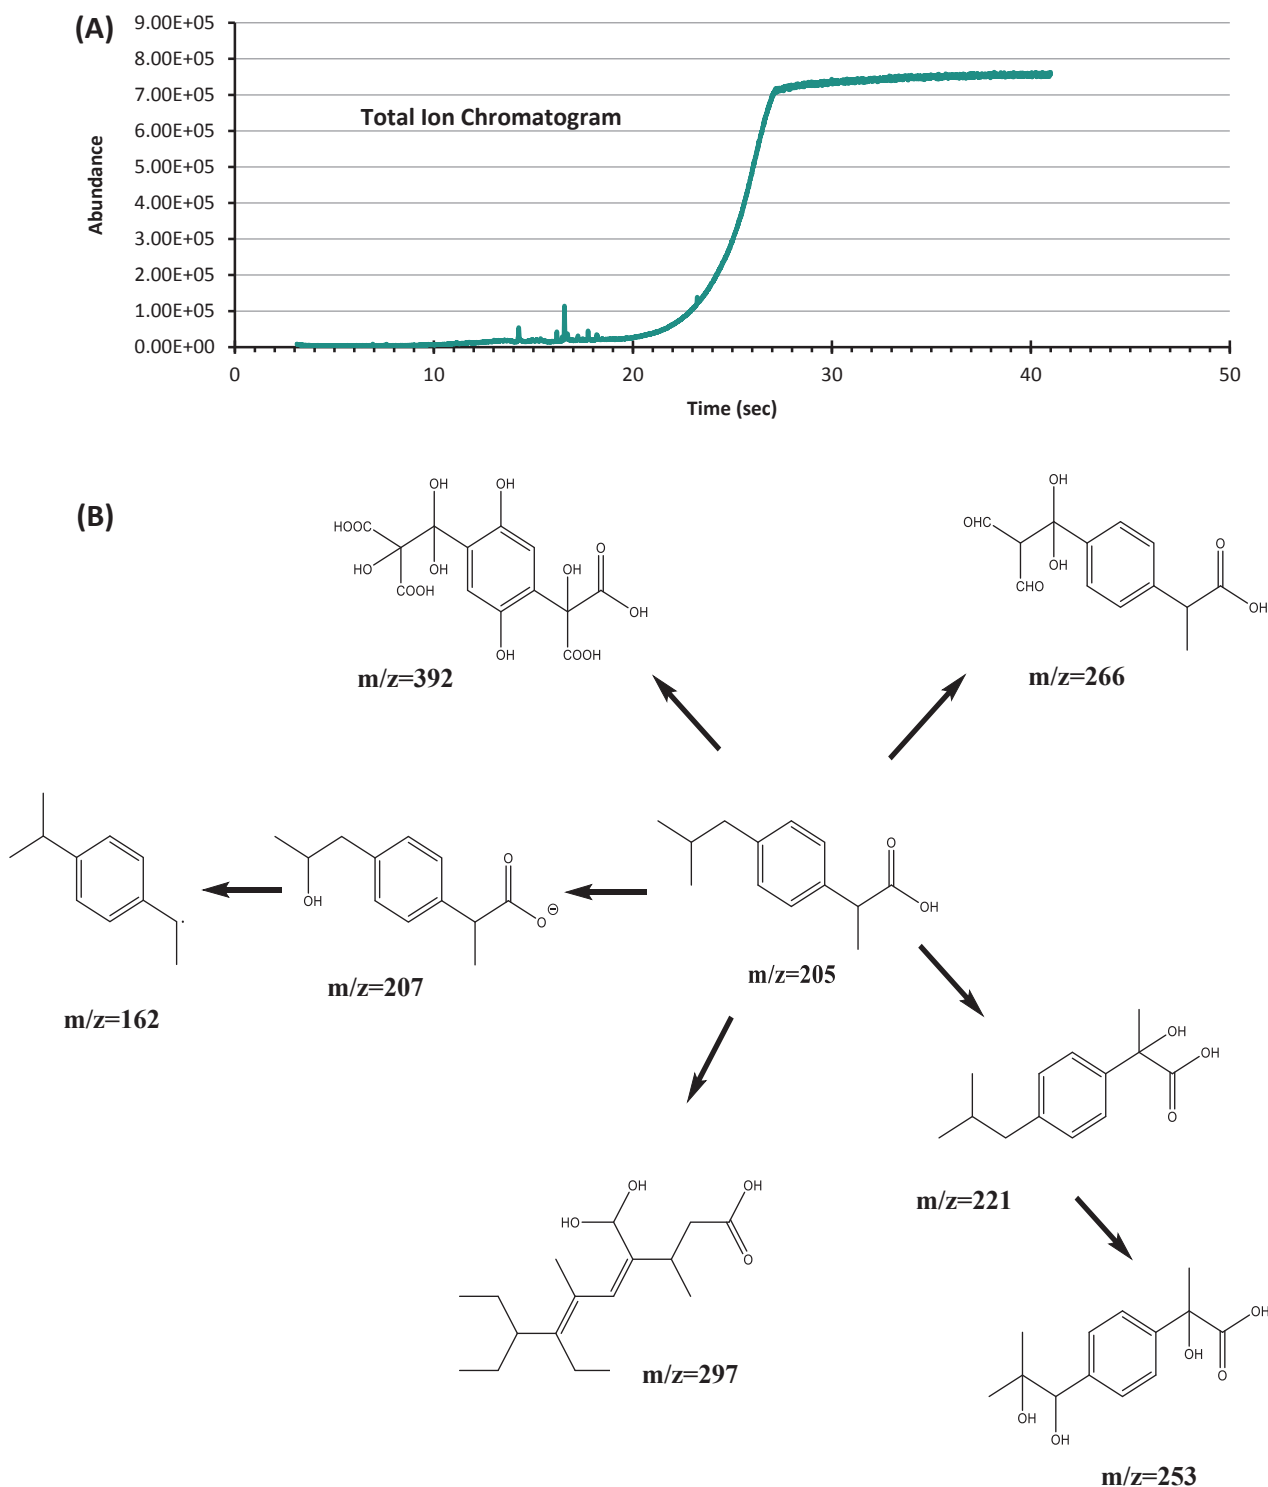 (A)
9.00E+05
8.00E+05
7.00E+05
6.00E+05
5.00E+05
4.00E+05
3.00E+05
2.00E+05
1.00E+05
0.00E+00
Abundance
Total Ion Chromatogram
0 10 20 30 40 50
Time (sec)
(B)
OH OH
HOOC
HO OH OH O
COOH OH
OH COOH
m/z=392
OH
OHC
OH O
CHO OH
m/z=266
O
OH O⊖
m/z=207
m/z=162
O
OH
m/z=205
OH
OH
O
m/z=221
OH OH
HO
O
m/z=297
OH
OH
O
OH
OH
m/z=253